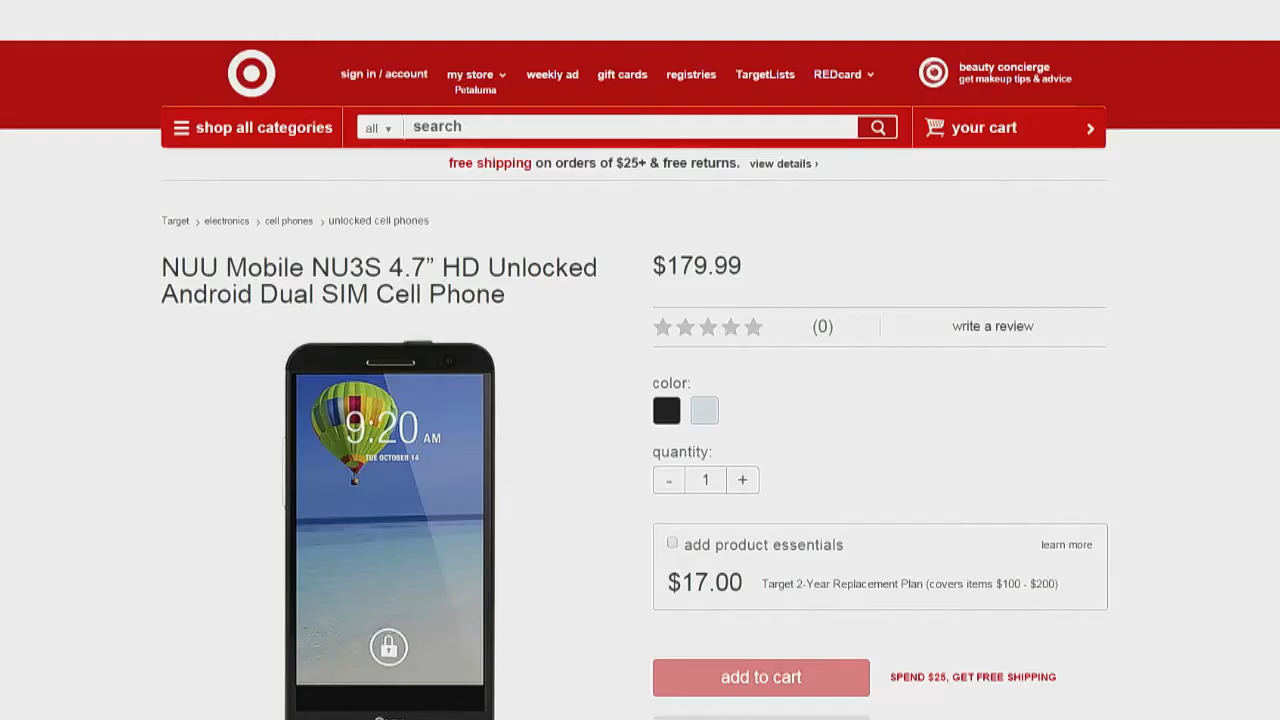 sign in / account my store weekly ad gift cards registries TargetLists REDcard beauty concierge
Petaluma get makeup tips & advice
shop all categories all search your cart
free shipping on orders of $25+ & free returns. view details ›
Target electronics cell phones unlocked cell phones
NUU Mobile NU3S 4.7” HD Unlocked
Android Dual SIM Cell Phone
$179.99
(0) write a review
color:
quantity:
- 1 +
add product essentials learn more
$17.00 Target 2-Year Replacement Plan (covers items $100 - $200)
add to cart SPEND $25, GET FREE SHIPPING
9:20 AM
TUE OCTOBER 14